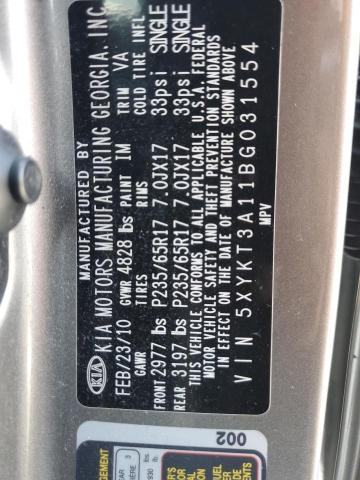 MANUFACTURED BY
KIA KIA MOTORS MANUFACTURING GEORGIA, INC
FEB/23/10 GVWR 4828 lbs PAINT IM TRIM VA
GAWR TIRES RIMS COLD TIRE INFL
FRONT 2977 lbs P235/65R17 7.0JX17 33psi SINGLE
REAR 3197 lbs P235/65R17 7.0JX17 33psi SINGLE
THIS VEHICLE CONFORMS TO ALL APPLICABLE U.S.A. FEDERAL
MOTOR VEHICLE SAFETY AND THEFT PREVENTION STANDARDS
IN EFFECT ON THE DATE OF MANUFACTURE SHOWN ABOVE
VIN 5XYKT3A11BG031554
MPV
002